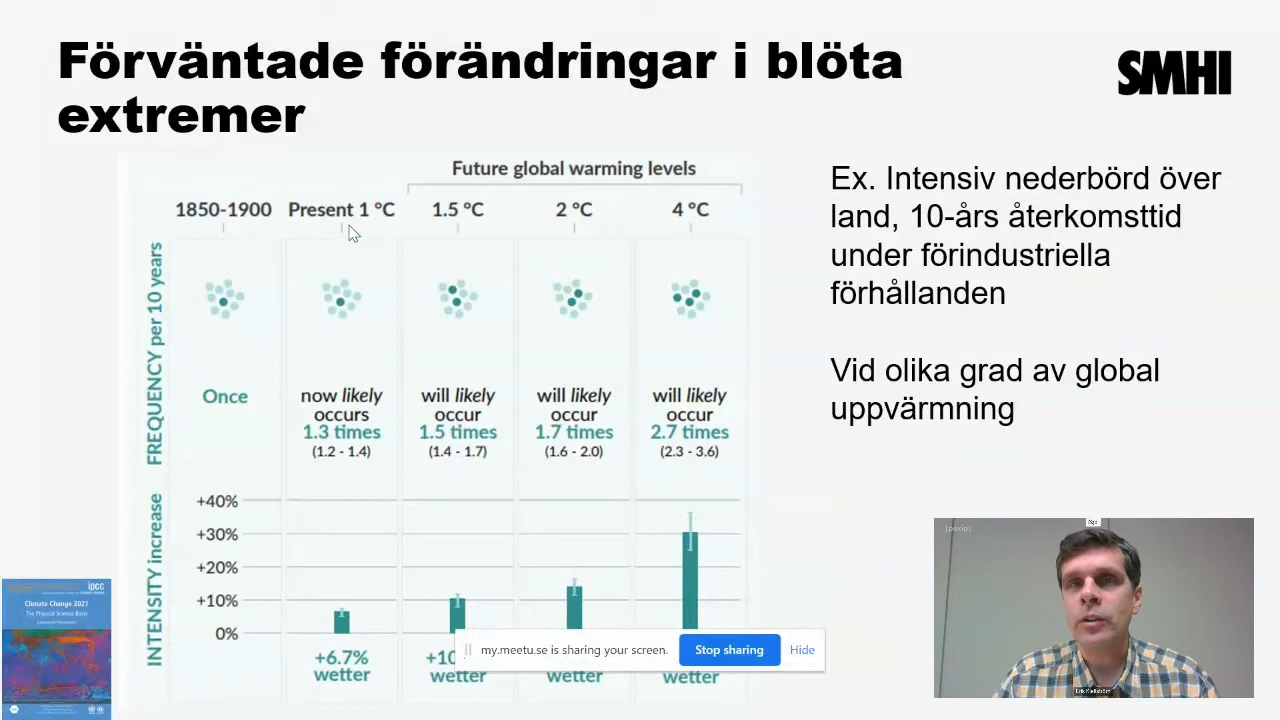 Förväntade förändringar i blöta
extremer
SMHI
Future global warming levels
1850-1900 Present 1 °C 1.5 °C 2 °C 4 °C
FREQUENCY per 10 years
Once
now likely
occurs
1.3 times
(1.2 - 1.4)
will likely
occur
1.5 times
(1.4 - 1.7)
will likely
occur
1.7 times
(1.6 - 2.0)
will likely
occur
2.7 times
(2.3 - 3.6)
INTENSITY increase
+40%
+30%
+20%
+10%
0%
+6.7%
wetter
+10
wetter
wetter
wetter
Ex. Intensiv nederbörd över
land, 10-års återkomsttid
under förindustriella
förhållanden
Vid olika grad av global
uppvärmning
my.meetu.se is sharing your screen.
Stop sharing
Hide
ipcc
Climate Change 2021
The Physical Science Basis
[pexip]
Erik Kjellström